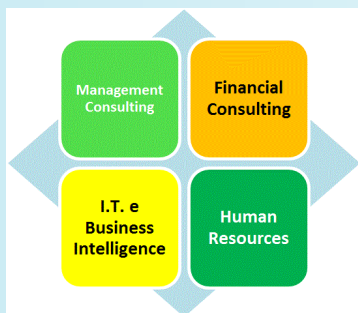 Management
Consulting
Financial
Consulting
I.T. e
Business
Intelligence
Human
Resources